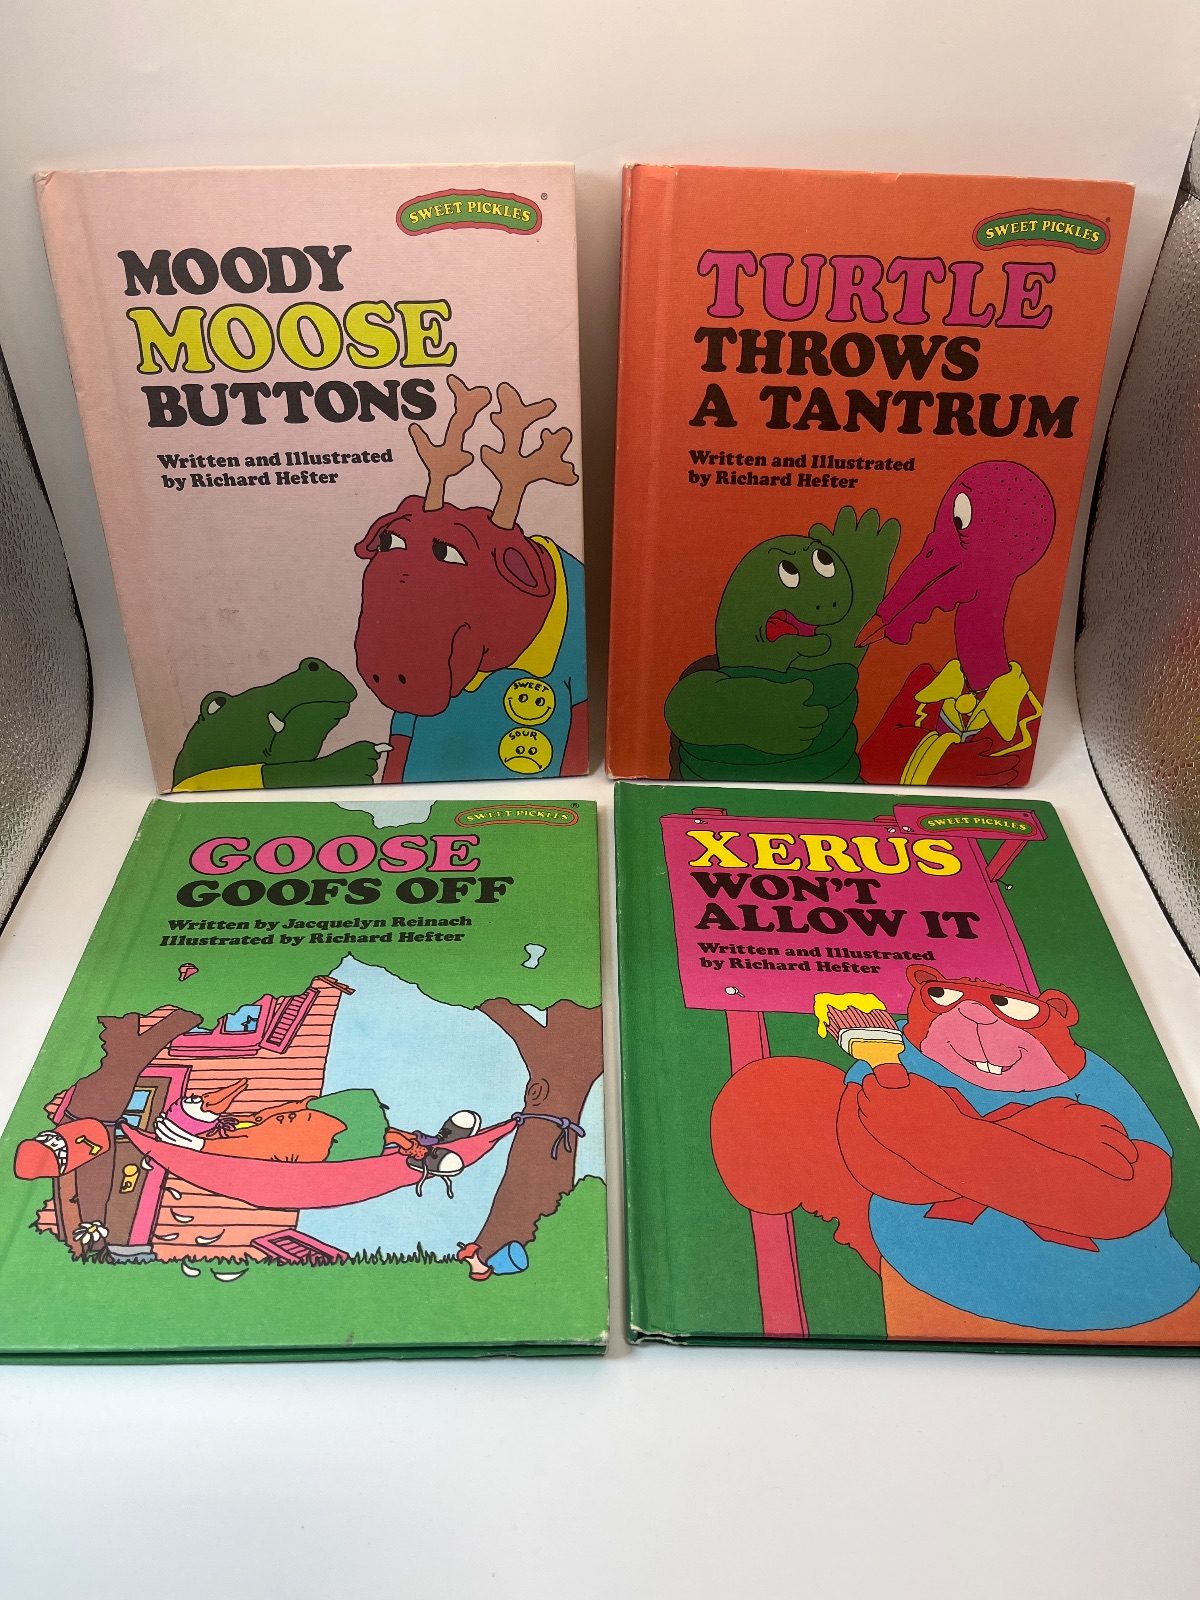 SWEET PICKLES
MOODY
MOOSE
BUTTONS
Written and Illustrated
by Richard Hefter
SWEET
SOUR
SWEET PICKLES
TURTLE
THROWS
A TANTRUM
Written and Illustrated
by Richard Hefter
SWEET PICKLES
GOOSE
GOOFS OFF
Written by Jacquelyn Reinach
Illustrated by Richard Hefter
SWEET PICKLES
XERUS
WON'T
ALLOW IT
Written and Illustrated
by Richard Hefter